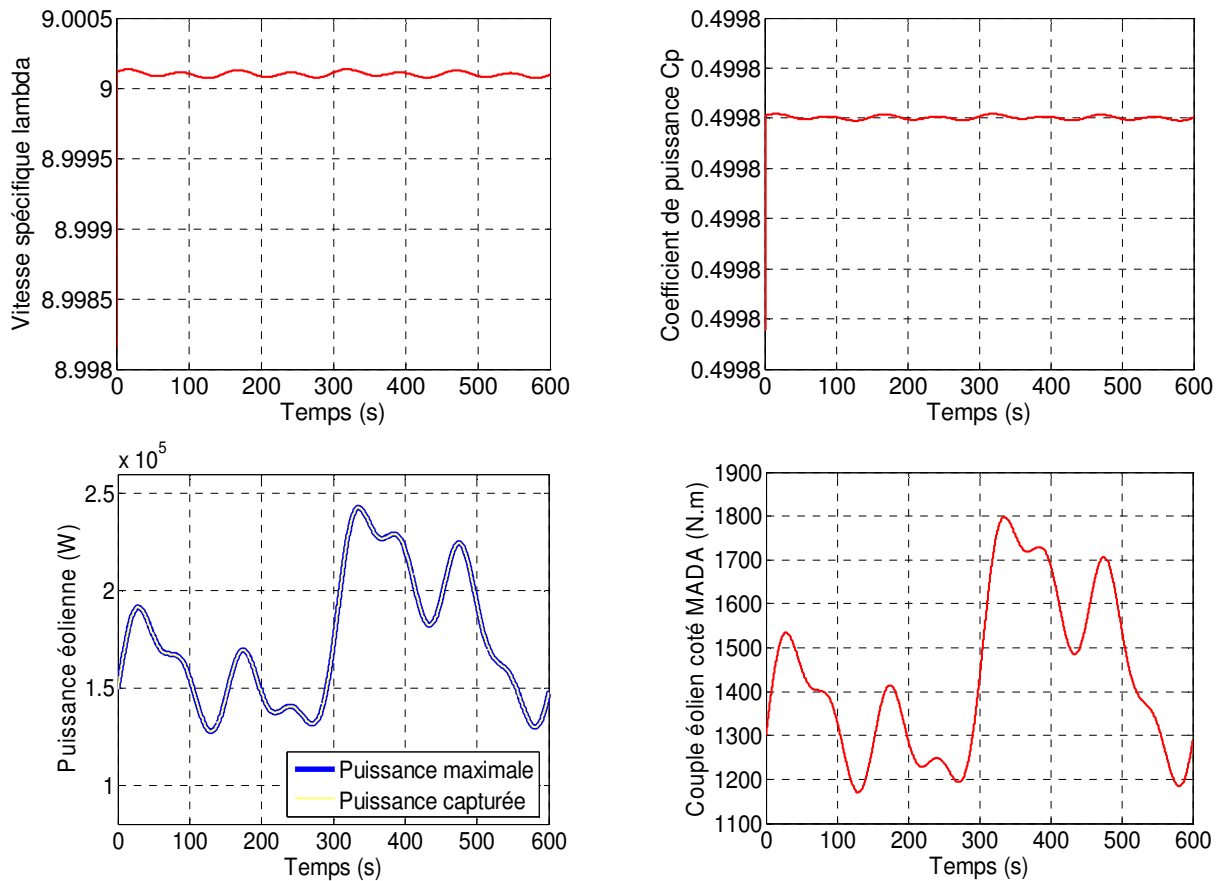 9.0005
9
8.9995
8.999
8.9985
8.998
0 100 200 300 400 500 600
Temps (s)
Vitesse spécifique lambda
0.4998
0.4998
0.4998
0.4998
0.4998
0.4998
0.4998
0.4998
0 100 200 300 400 500 600
Temps (s)
Coefficient de puissance Cp
x 10^5
2.5
2
1.5
1
0 100 200 300 400 500 600
Temps (s)
Puissance éolienne (W)
Puissance maximale
Puissance capturée
1900
1800
1700
1600
1500
1400
1300
1200
1100
0 100 200 300 400 500 600
Temps (s)
Couple éolien coté MADA (N.m)